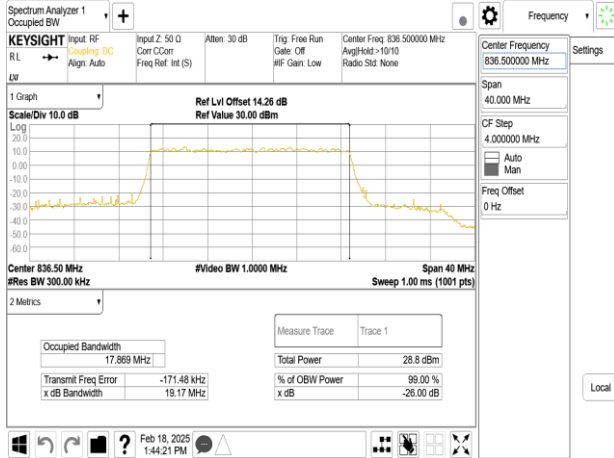 Spectrum Analyzer 1
Occupied BW
+
Frequency
KEYSIGHT
RL
LXI
Input: RF
Coupling: DC
Align: Auto
Input Z: 50 Ω
Corr CCorr
Freq Ref: Int (S)
Atten: 30 dB
Trig: Free Run
Gate: Off
#IF Gain: Low
Center Freq: 836.500000 MHz
Avg|Hold:>10/10
Radio Std: None
Center Frequency
836.500000 MHz
Settings
Span
40.000 MHz
CF Step
4.000000 MHz
Auto
Man
Freq Offset
0 Hz
Local
1 Graph
Scale/Div 10.0 dB
Ref Lvl Offset 14.26 dB
Ref Value 30.00 dBm
Log
20.0
10.0
0.00
-10.0
-20.0
-30.0
-40.0
-50.0
-60.0
Center 836.50 MHz
#Video BW 1.0000 MHz
Span 40 MHz
#Res BW 300.00 kHz
Sweep 1.00 ms (1001 pts)
2 Metrics
Measure Trace
Trace 1
Occupied Bandwidth
17.869 MHz
Total Power
28.8 dBm
Transmit Freq Error
-171.48 kHz
% of OBW Power
99.00 %
x dB Bandwidth
19.17 MHz
x dB
-26.00 dB
?
Feb 18, 2025
1:44:21 PM